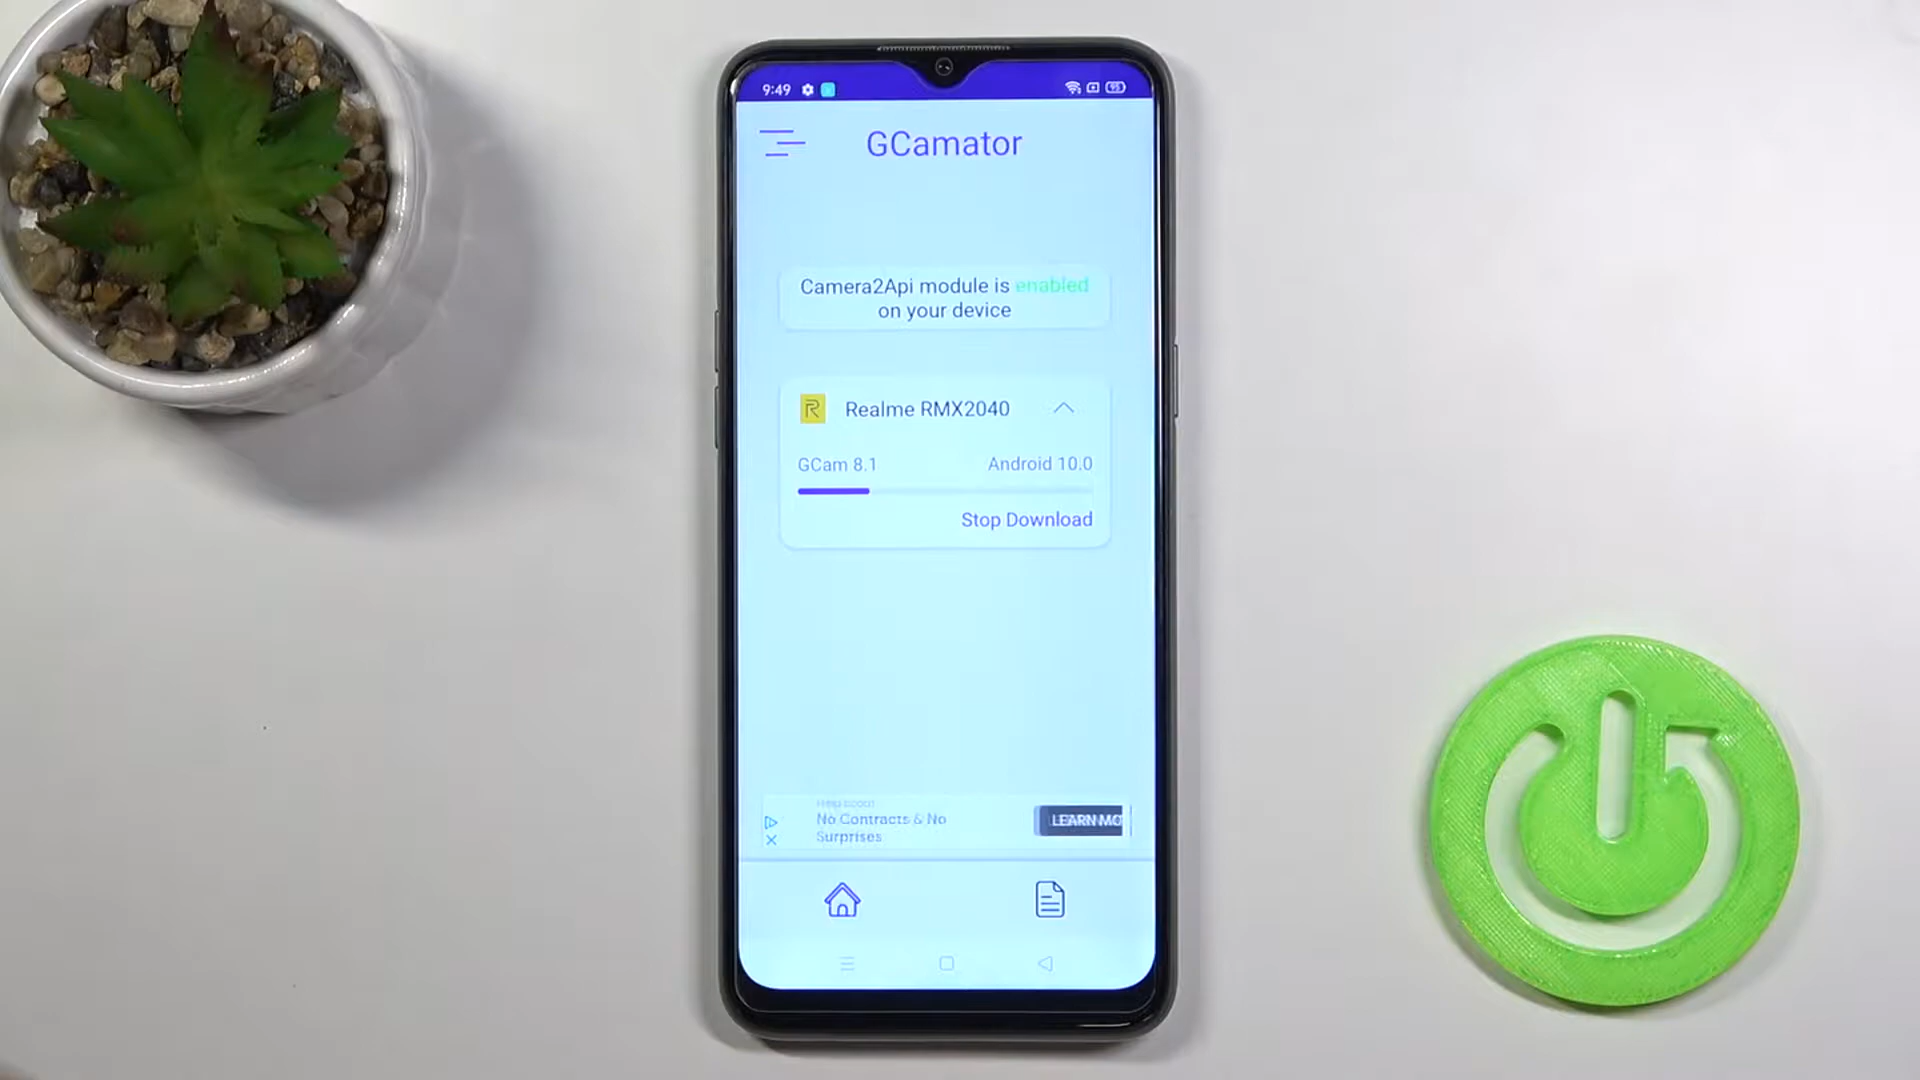 9:49
95
GCamator
Camera2Api module is enabled
on your device
R Realme RMX2040
GCam 8.1 Android 10.0
Stop Download
No Contracts & No
Surprises
LEARN MO